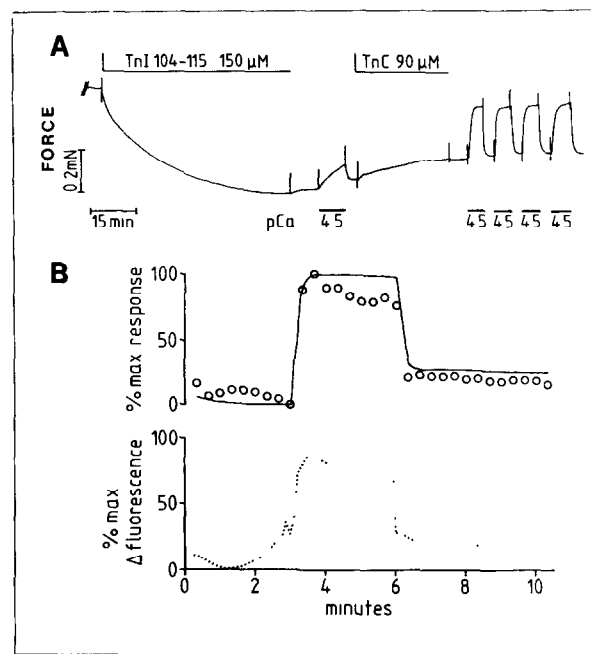 A
TnI 104-115 150 µM
TnC 90 µM
FORCE
0.2mN
15min
pCa
4 5
4 5 4 5 4 5 4 5
B
100
50
0
% max response
100
50
0
% max
Δ fluorescence
0 2 4 6 8 10
minutes